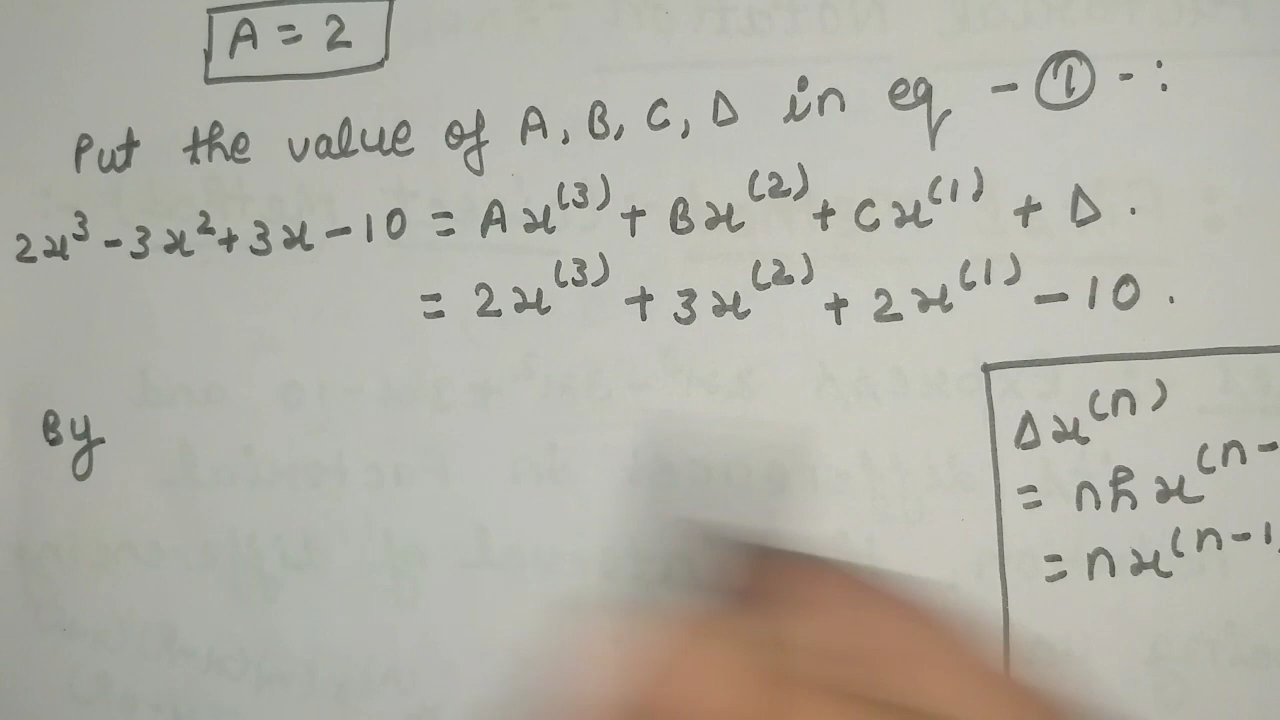 A = 2
Put the value of A, B, C, D in eq - ① - :
2x³ - 3x² + 3x - 10 = Ax⁽³⁾ + Bx⁽²⁾ + Cx⁽¹⁾ + D.
= 2x⁽³⁾ + 3x⁽²⁾ + 2x⁽¹⁾ - 10.
By
Δx⁽ⁿ⁾
= nhx⁽ⁿ⁻
= nx⁽ⁿ⁻¹